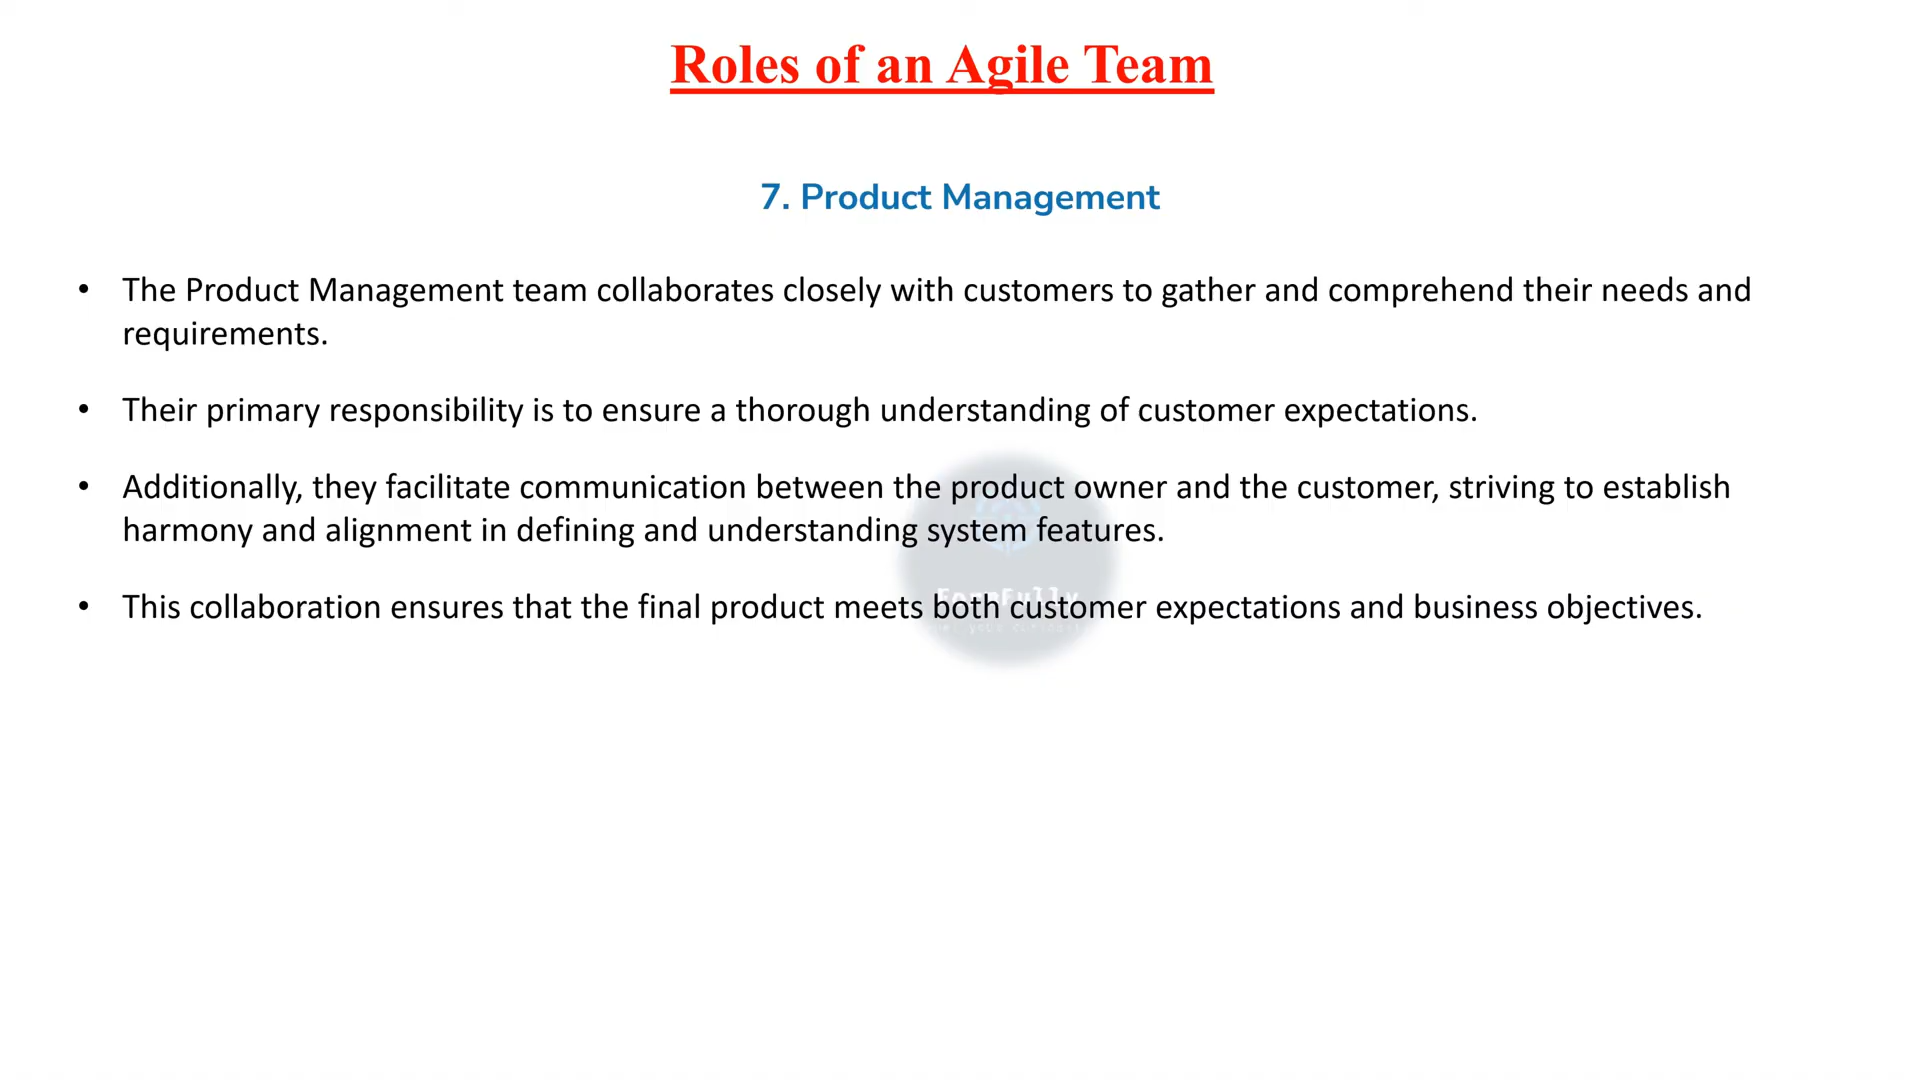 Roles of an Agile Team
7. Product Management
• The Product Management team collaborates closely with customers to gather and comprehend their needs and
requirements.
• Their primary responsibility is to ensure a thorough understanding of customer expectations.
• Additionally, they facilitate communication between the product owner and the customer, striving to establish
harmony and alignment in defining and understanding system features.
• This collaboration ensures that the final product meets both customer expectations and business objectives.